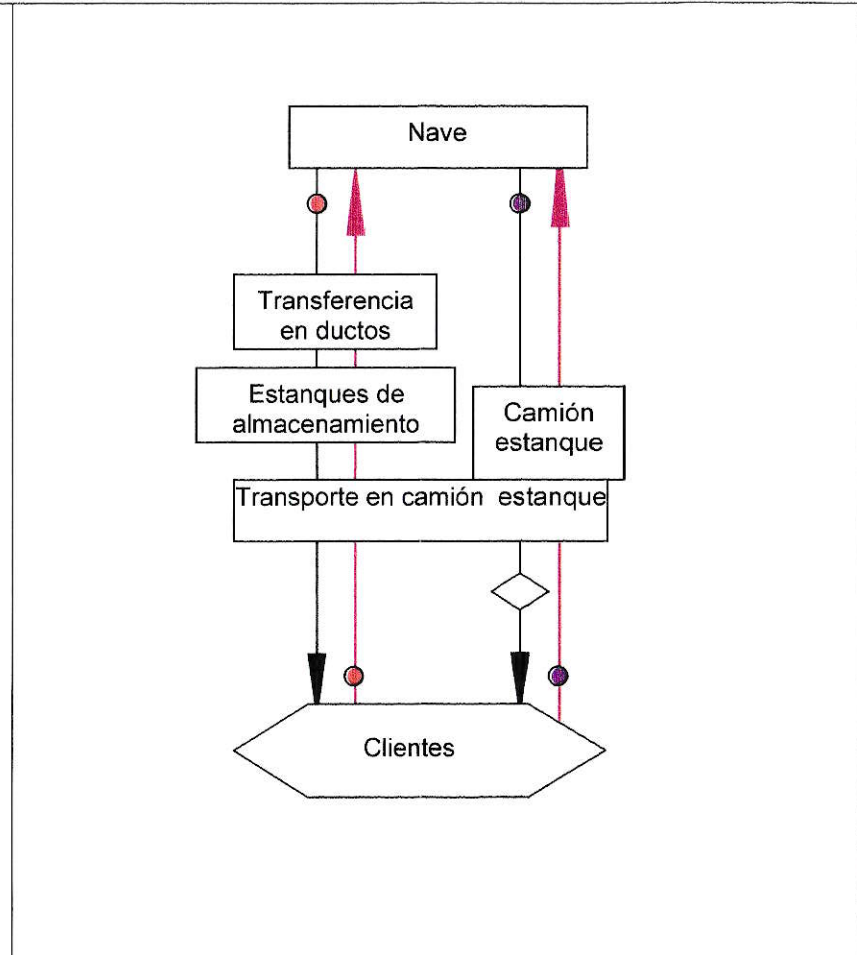 Nave
Transferencia
en ductos
Estanques de
almacenamiento
Camión
estanque
Transporte en camión estanque
Clientes